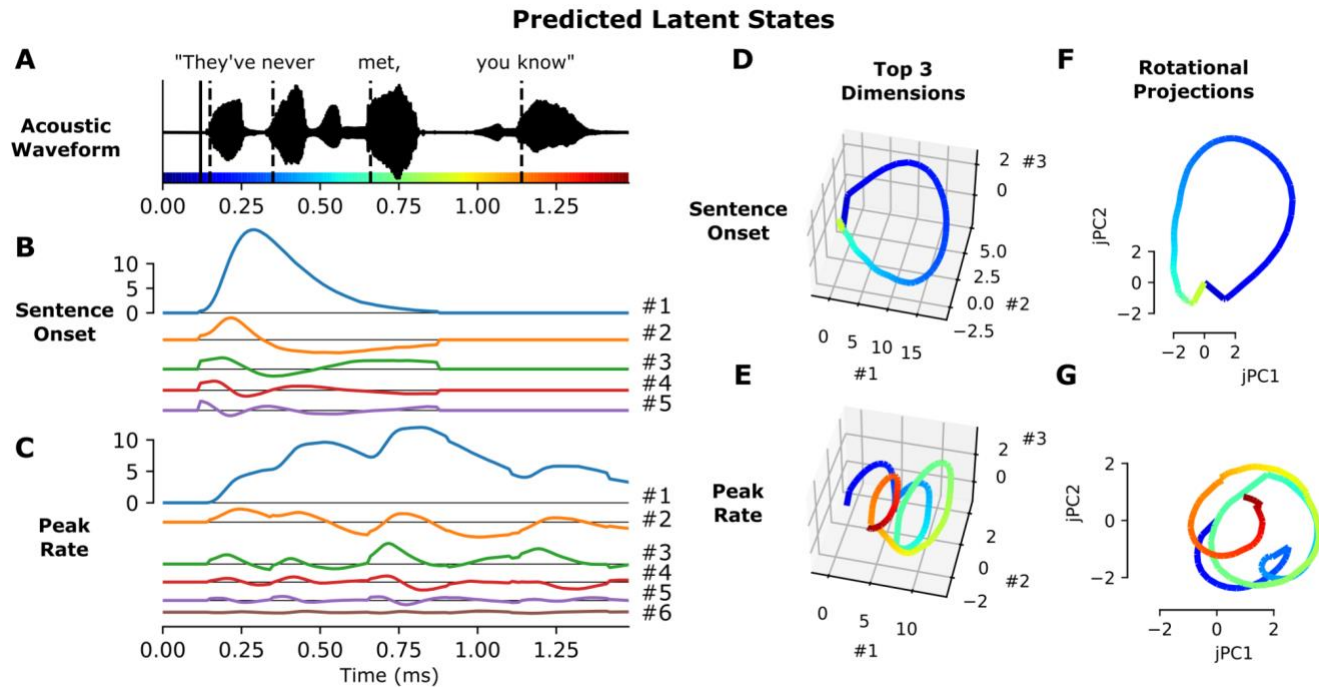 Predicted Latent States
A
"They've never met, you know"
Acoustic
Waveform
0.00 0.25 0.50 0.75 1.00 1.25
B
Sentence
Onset
10
5
0
#1
#2
#3
#4
#5
C
Peak
Rate
10
5
0
#1
#2
#3
#4
#5
#6
0.00 0.25 0.50 0.75 1.00 1.25
Time (ms)
D
Top 3
Dimensions
Sentence
Onset
2 #3
0
5.0
2.5
0.0 #2
−2.5
0 5 10 15
#1
E
Peak
Rate
2 #3
0
2
0 #2
−2
0 5 10
#1
F
Rotational
Projections
jPC2
2
0
−2
−2 0 2
jPC1
G
jPC2
2
0
−2
−2 0 2
jPC1